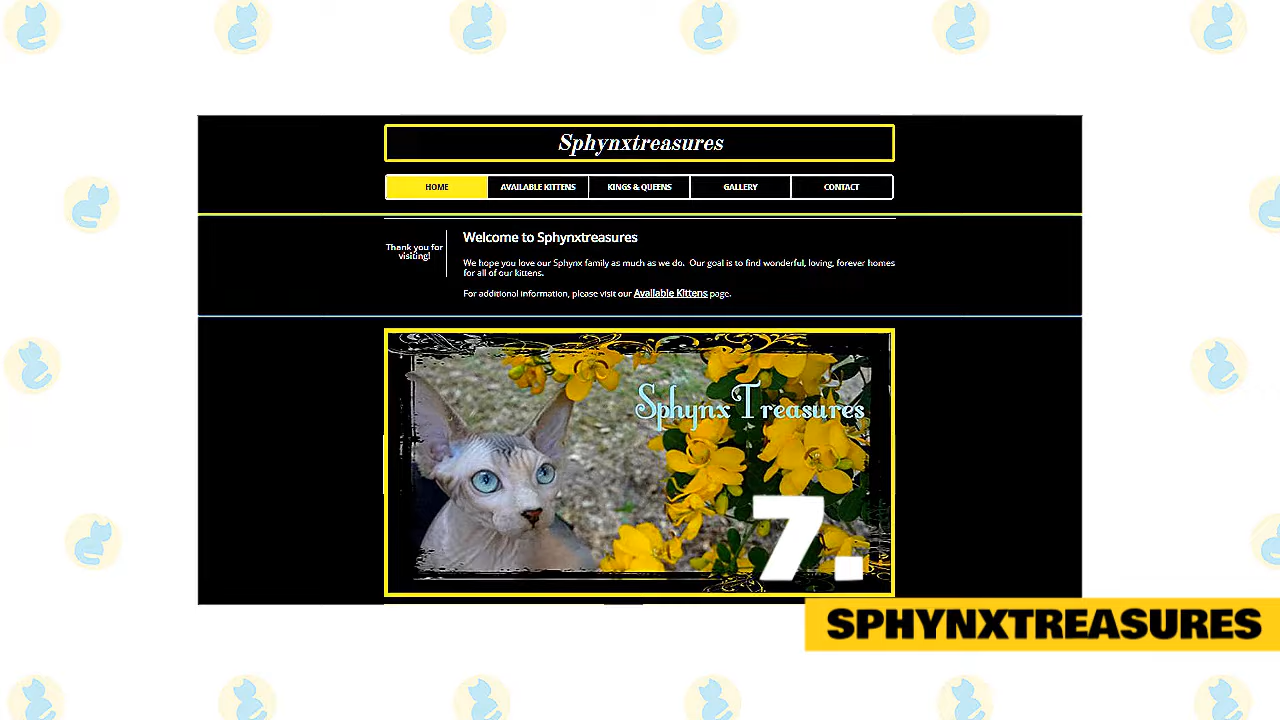 Sphynxtreasures
HOME AVAILABLE KITTENS KINGS & QUEENS GALLERY CONTACT
Thank you for
visiting!
Welcome to Sphynxtreasures
We hope you love our Sphynx family as much as we do. Our goal is to find wonderful, loving, forever homes
for all of our kittens.
For additional information, please visit our Available Kittens page.
Sphynx Treasures
7.
SPHYNXTREASURES